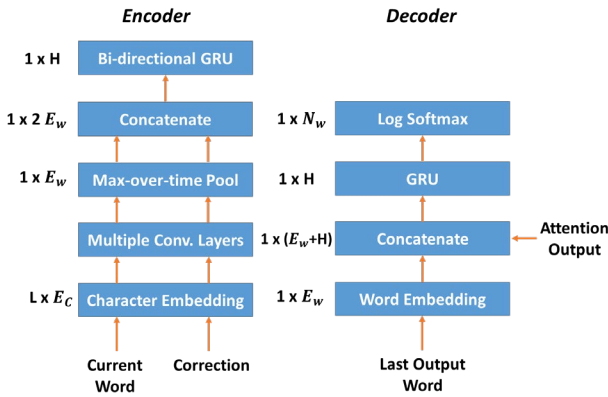 Encoder
1 x H
Bi-directional GRU
1 x 2 E_w
Concatenate
1 x E_w
Max-over-time Pool
Multiple Conv. Layers
L x E_C
Character Embedding
Current
Word
Correction
Decoder
1 x N_w
Log Softmax
1 x H
GRU
1 x (E_w+H)
Concatenate
Attention
Output
1 x E_w
Word Embedding
Last Output
Word